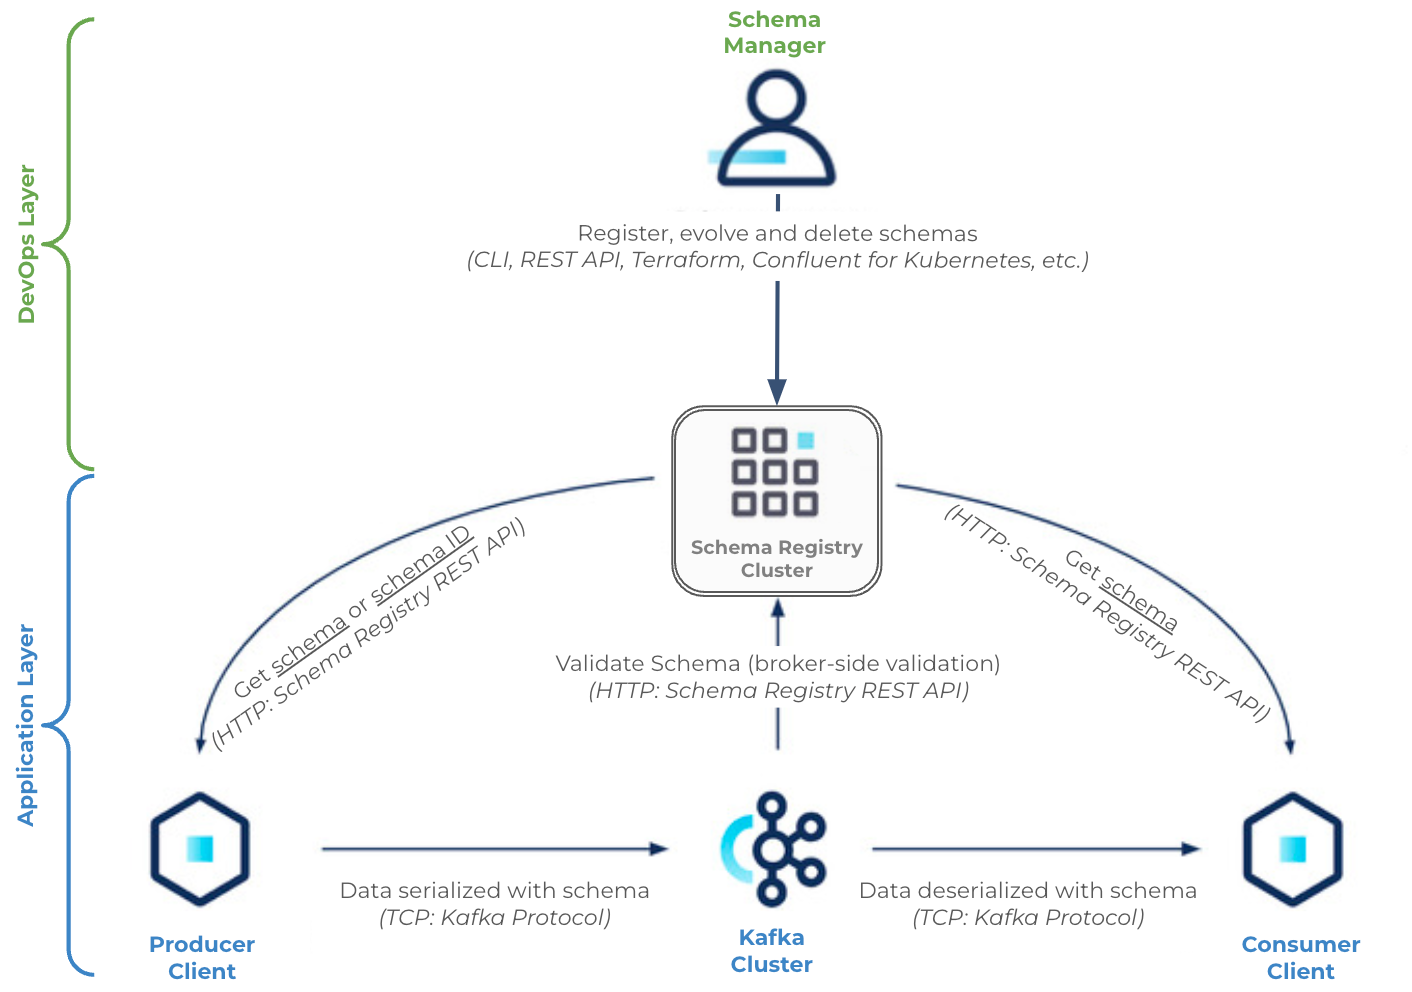 Schema
Manager
DevOps Layer
Register, evolve and delete schemas
(CLI, REST API, Terraform, Confluent for Kubernetes, etc.)
Schema Registry
Cluster
Get schema or schema ID
(HTTP: Schema Registry REST API)
Get schema
(HTTP: Schema Registry REST API)
Application Layer
Validate Schema (broker-side validation)
(HTTP: Schema Registry REST API)
Data serialized with schema
(TCP: Kafka Protocol)
Data deserialized with schema
(TCP: Kafka Protocol)
Producer
Client
Kafka
Cluster
Consumer
Client